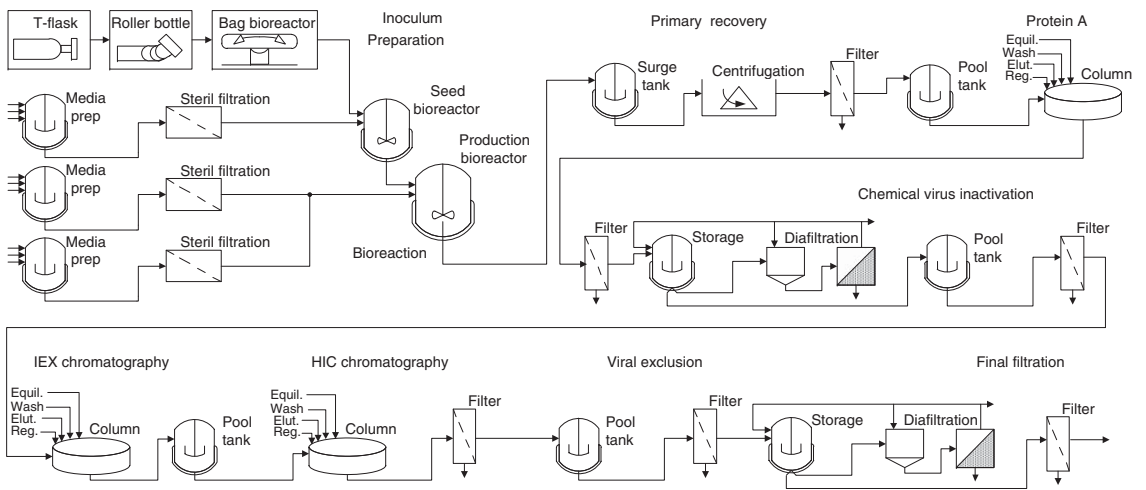 T-flask
Roller bottle
Bag bioreactor
Inoculum
Preparation
Primary recovery
Protein A
Equil.
Wash
Elut.
Reg.
Column
Surge
tank
Centrifugation
Filter
Pool
tank
Media
prep
Steril filtration
Seed
bioreactor
Production
bioreactor
Media
prep
Steril filtration
Media
prep
Steril filtration
Bioreaction
Chemical virus inactivation
Filter
Storage
Diafiltration
Pool
tank
Filter
IEX chromatography
HIC chromatography
Viral exclusion
Final filtration
Equil.
Wash
Elut.
Reg.
Column
Pool
tank
Equil.
Wash
Elut.
Reg.
Column
Filter
Pool
tank
Filter
Storage
Diafiltration
Filter